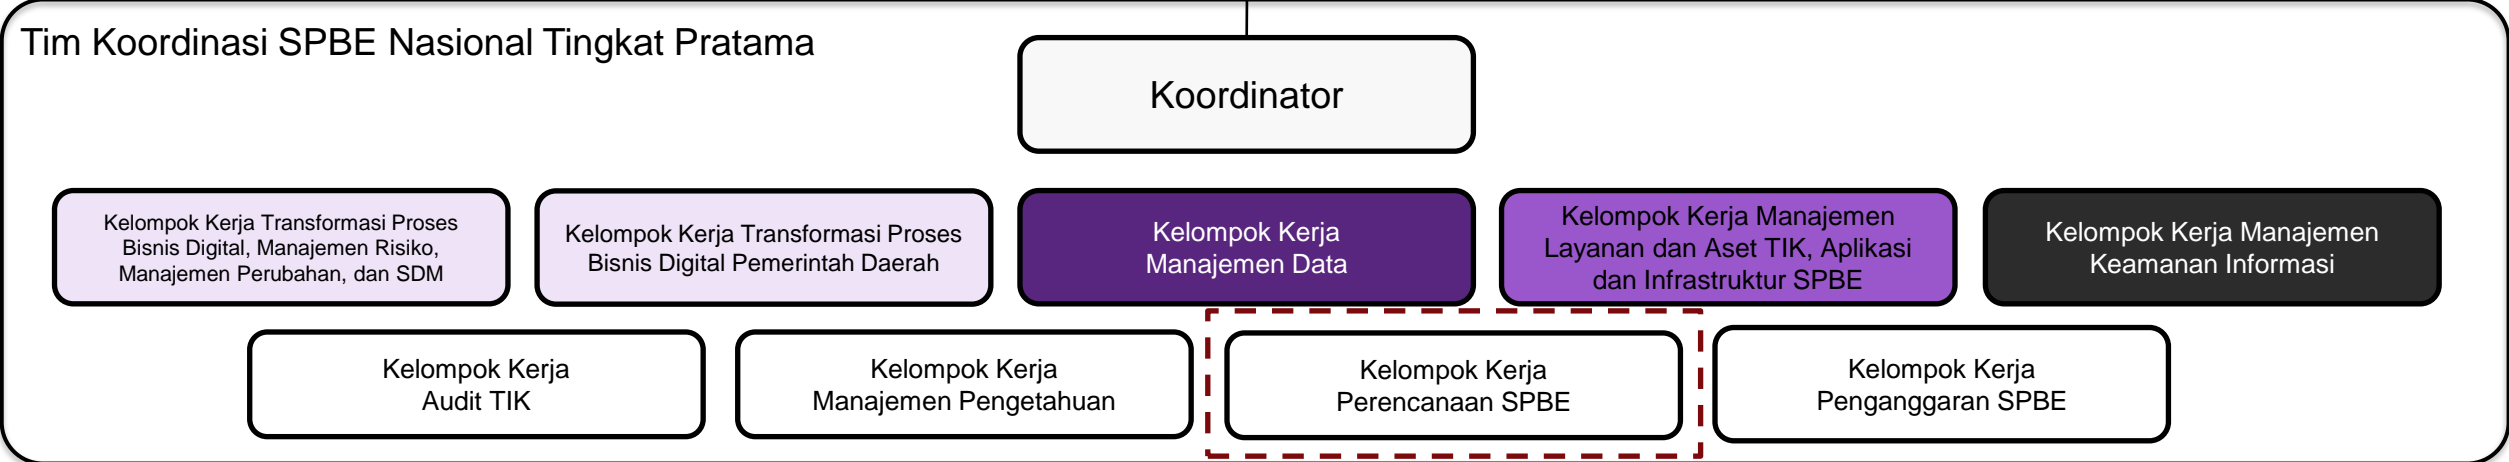 Tim Koordinasi SPBE Nasional Tingkat Pratama
Koordinator
Kelompok Kerja Transformasi Proses
Bisnis Digital, Manajemen Risiko,
Manajemen Perubahan, dan SDM
Kelompok Kerja Transformasi Proses
Bisnis Digital Pemerintah Daerah
Kelompok Kerja
Manajemen Data
Kelompok Kerja Manajemen
Layanan dan Aset TIK, Aplikasi
dan Infrastruktur SPBE
Kelompok Kerja Manajemen
Keamanan Informasi
Kelompok Kerja
Audit TIK
Kelompok Kerja
Manajemen Pengetahuan
Kelompok Kerja
Perencanaan SPBE
Kelompok Kerja
Penganggaran SPBE